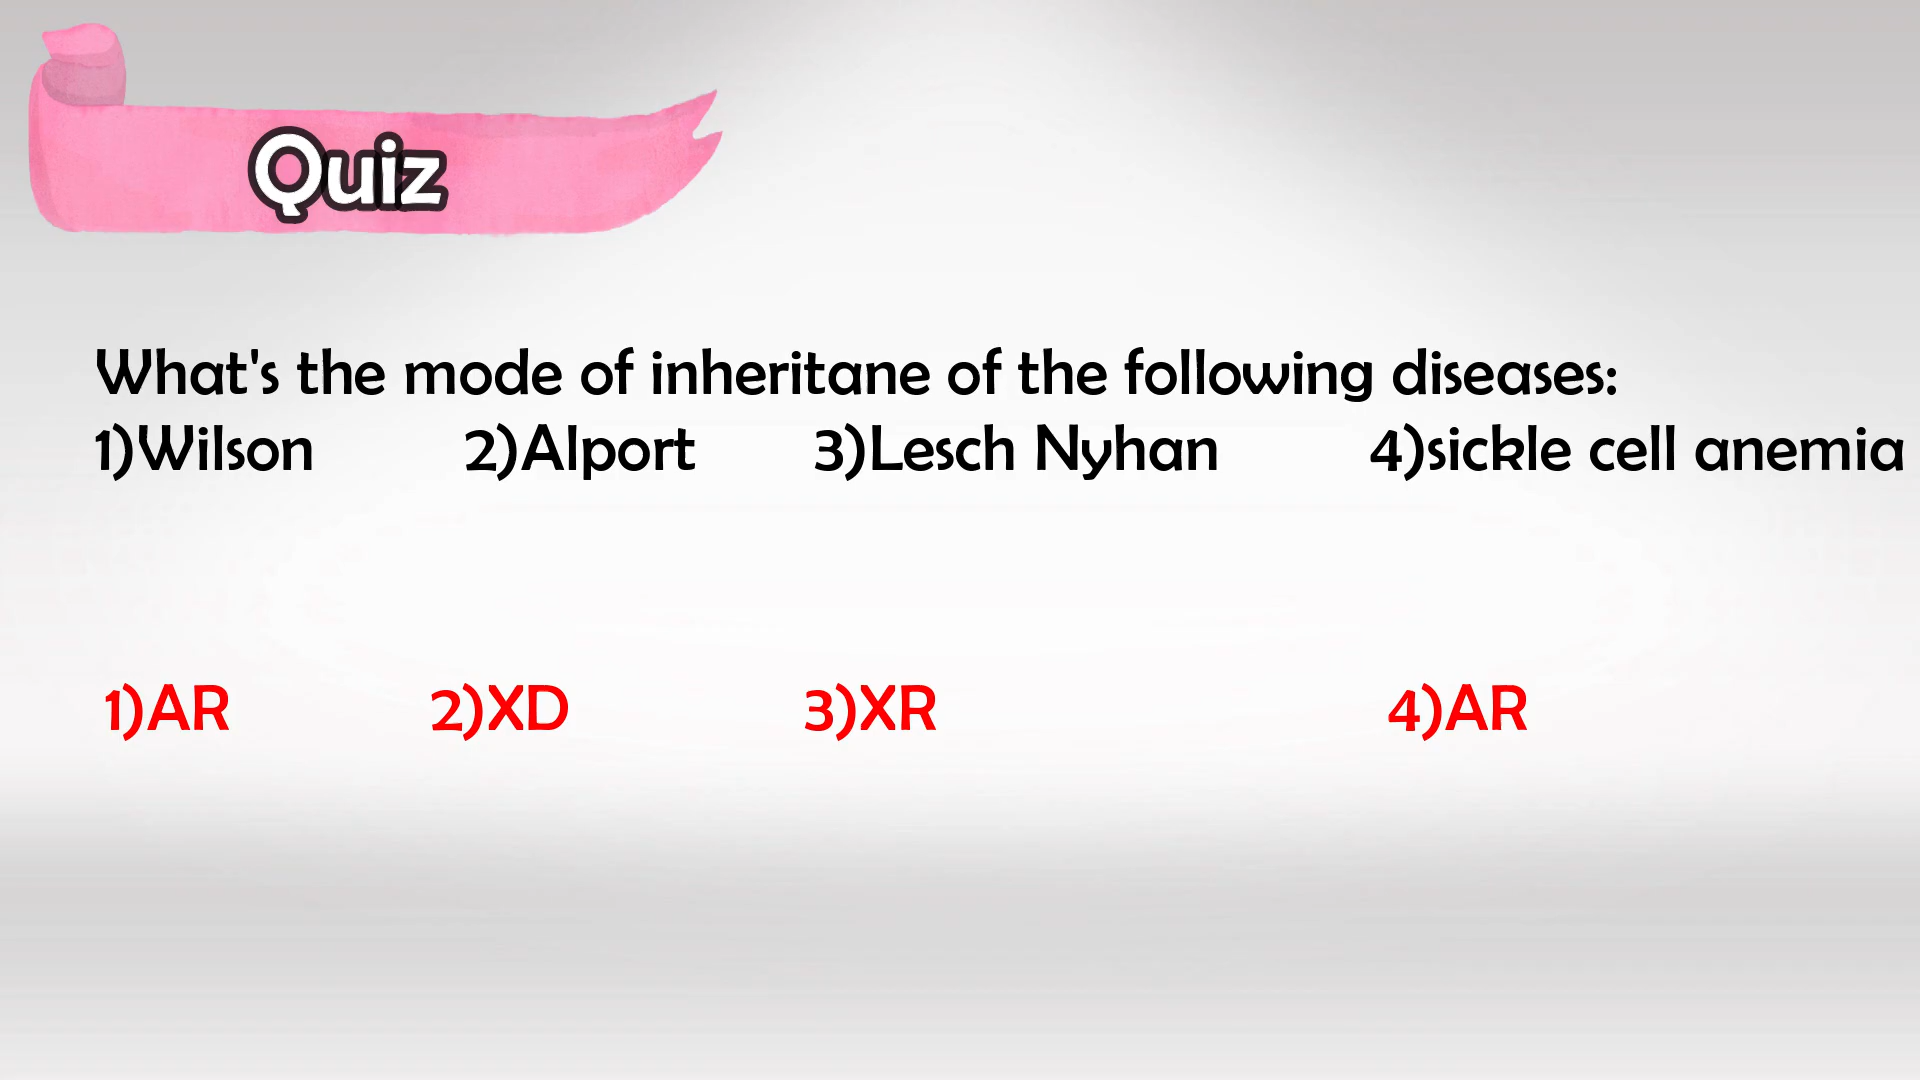 Quiz
What's the mode of inheritane of the following diseases:
1)Wilson 2)Alport 3)Lesch Nyhan 4)sickle cell anemia
1)AR 2)XD 3)XR 4)AR